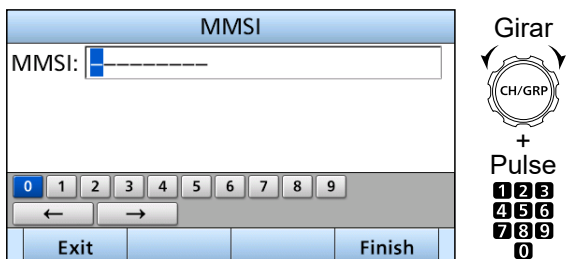 MMSI
MMSI: –––––––––
0 1 2 3 4 5 6 7 8 9
← →
Exit Finish
Girar
CH/GRP
+
Pulse
1 2 3
4 5 6
7 8 9
0